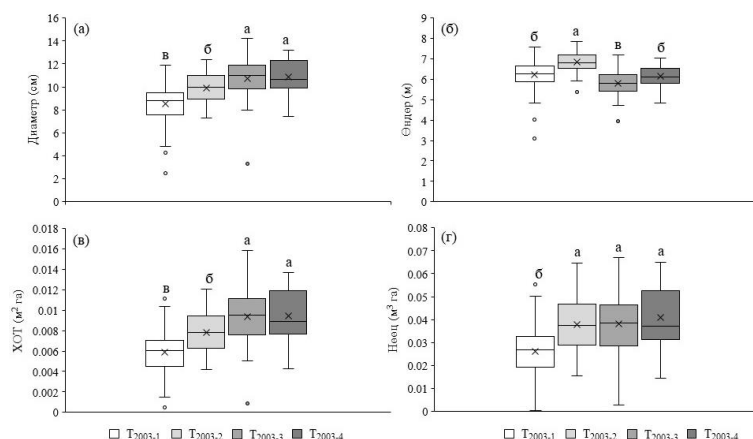 (а)
Диаметр (см)
16
14
12
10
8
6
4
2
0
в
б
а
а
(б)
Өндөр (м)
9
8
7
6
5
4
3
2
1
0
б
а
в
б
(в)
ХОТ (м² га)
0.018
0.016
0.014
0.012
0.01
0.008
0.006
0.004
0.002
0
в
б
а
а
(г)
Нөөц (м³ га)
0.08
0.07
0.06
0.05
0.04
0.03
0.02
0.01
0
б
а
а
а
T2003-1 T2003-2 T2003-3 T2003-4
T2003-1 T2003-2 T2003-3 T2003-4